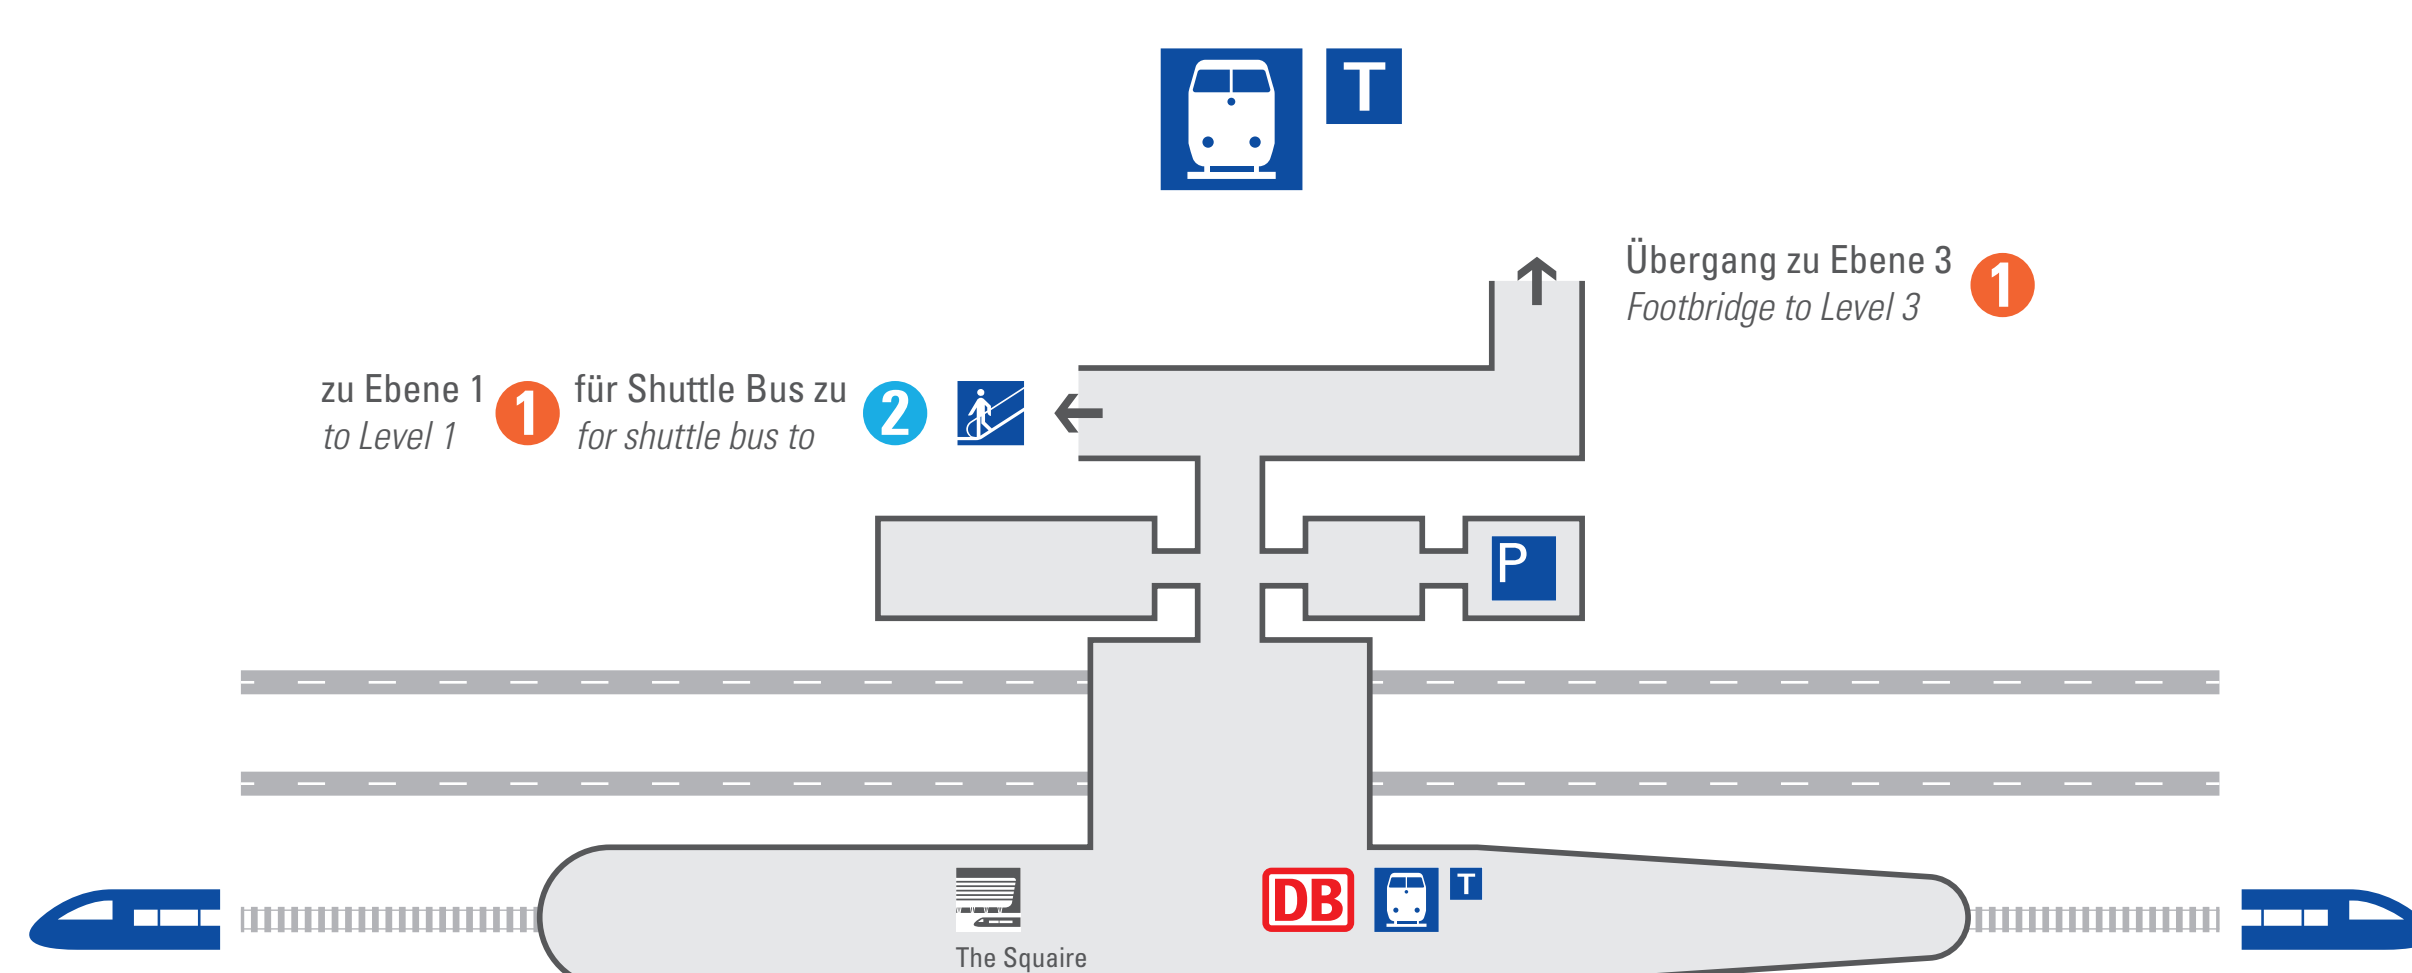 T
Übergang zu Ebene 3
Footbridge to Level 3
1
zu Ebene 1
to Level 1
1
für Shuttle Bus zu
for shuttle bus to
2
P
DB
T
The Squaire